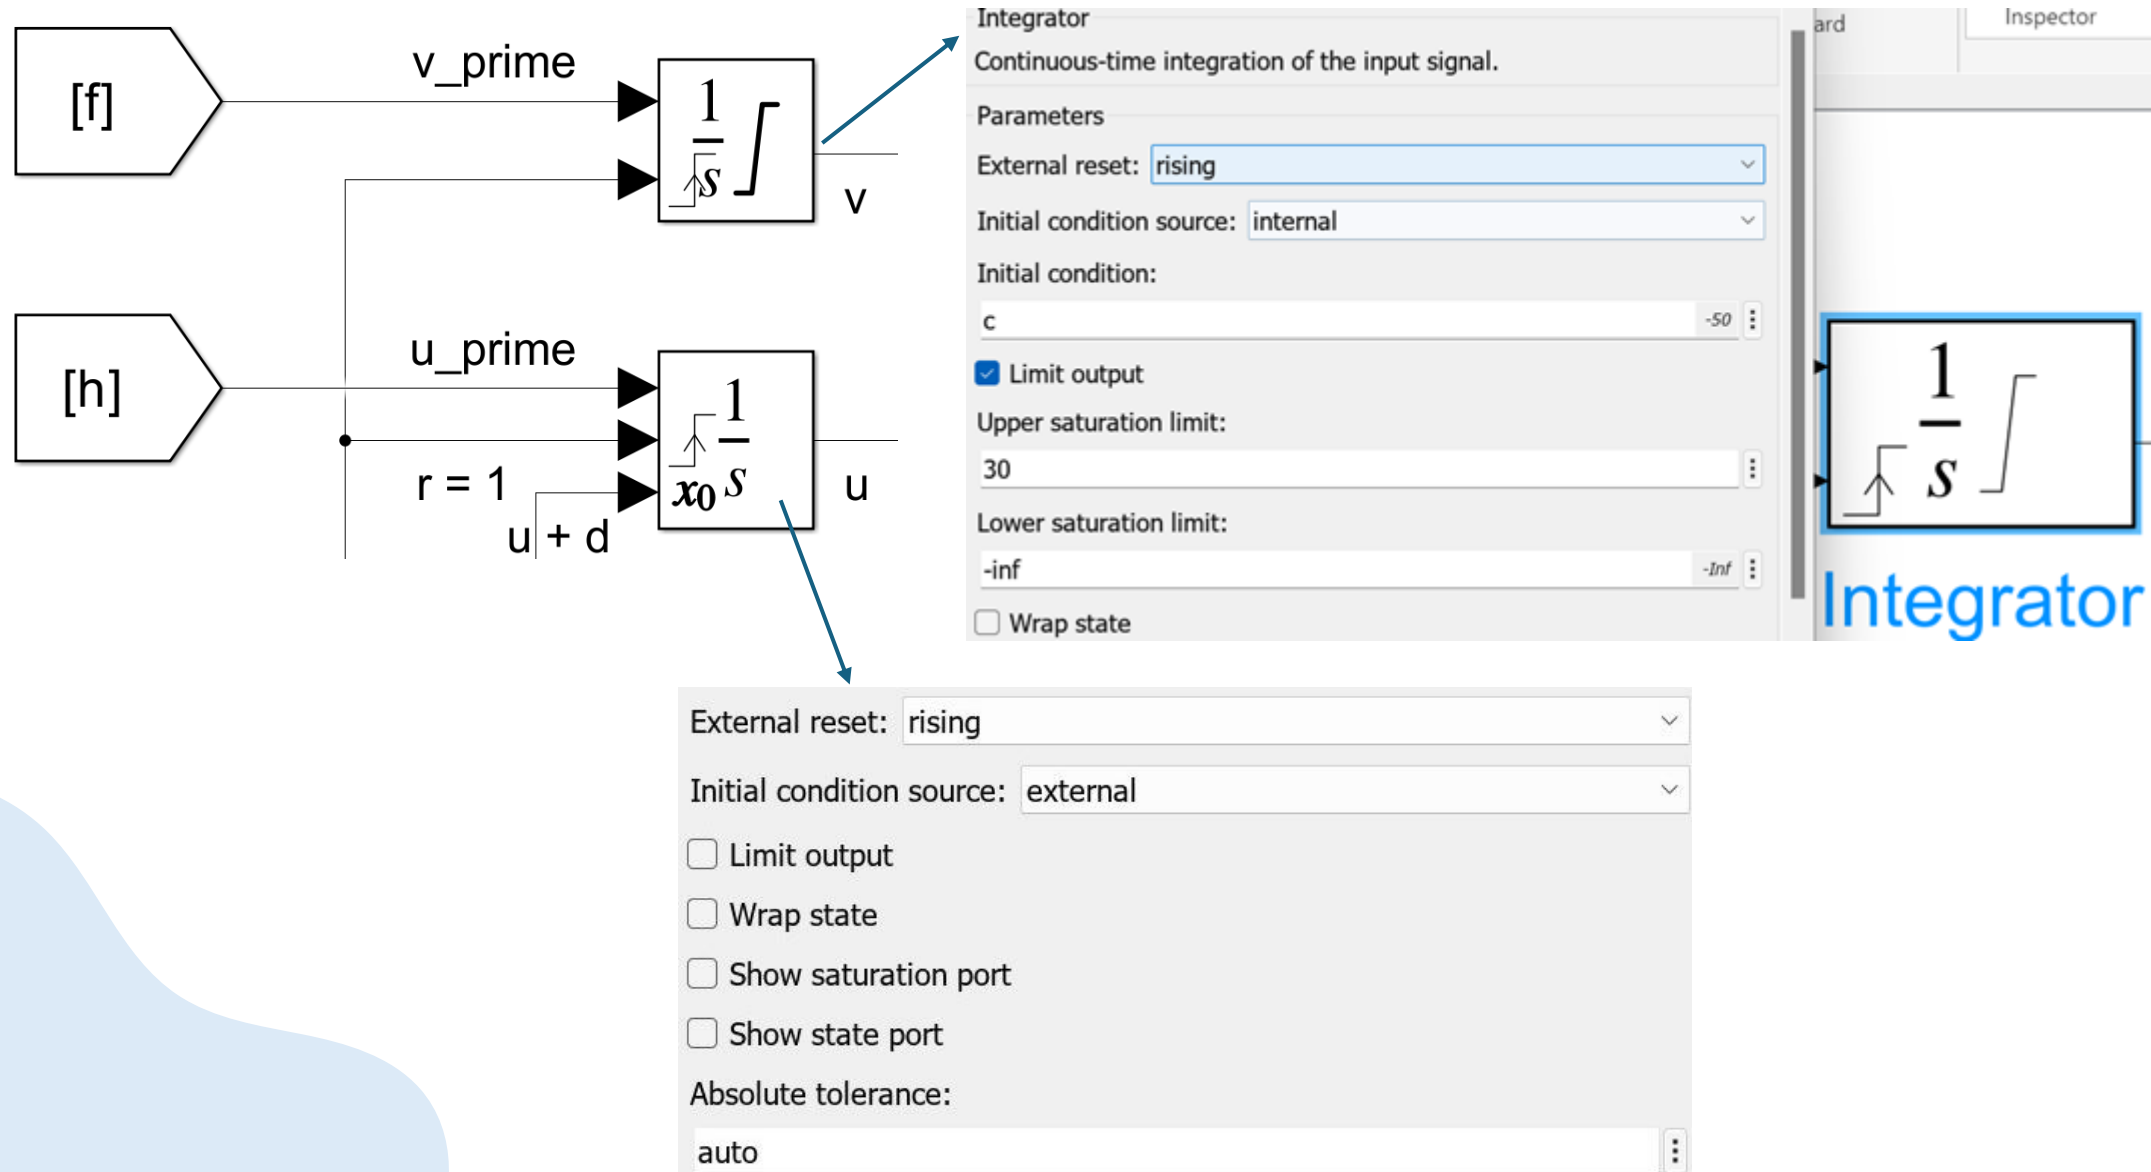 [f]
v_prime
1
s
v
[h]
u_prime
1
s
x0
r = 1
u + d
u
Integrator
Continuous-time integration of the input signal.
Parameters
External reset: rising
Initial condition source: internal
Initial condition:
c -50
Limit output
Upper saturation limit:
30
Lower saturation limit:
-inf -Inf
Wrap state
ard
Inspector
1
s
Integrator
External reset: rising
Initial condition source: external
Limit output
Wrap state
Show saturation port
Show state port
Absolute tolerance:
auto